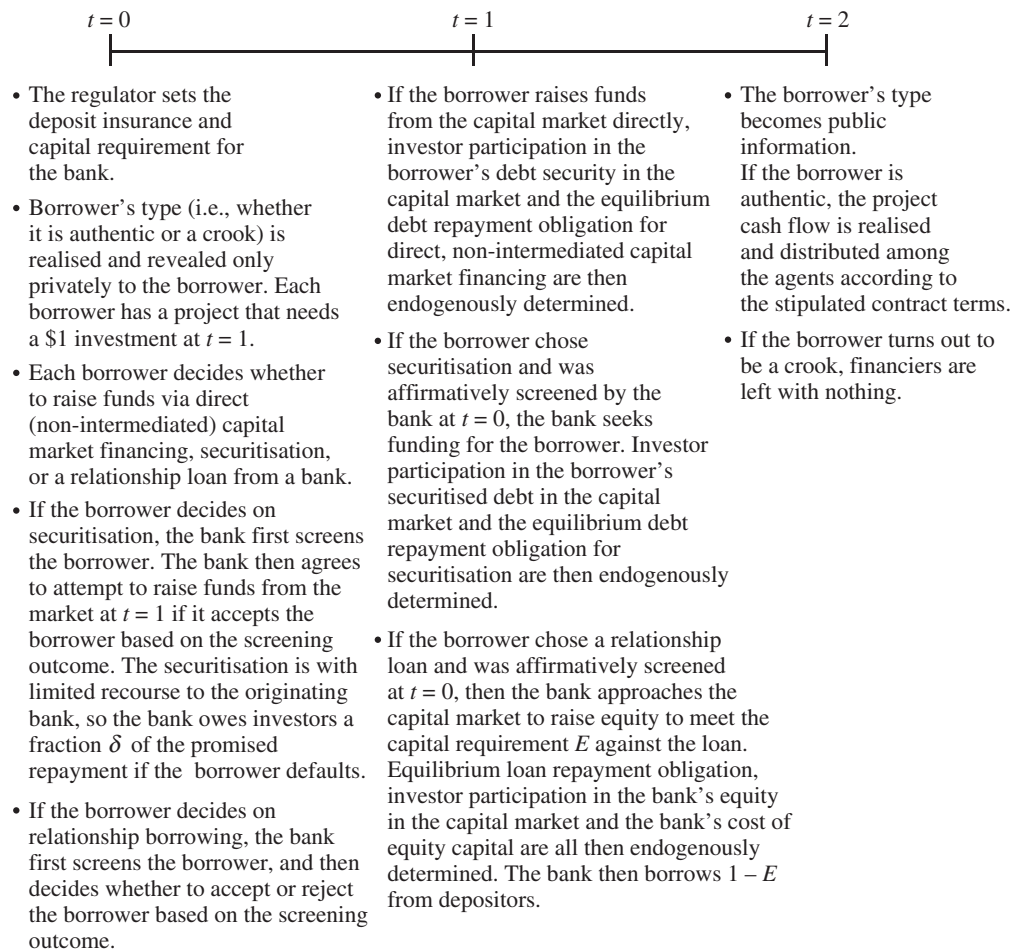 t = 0
t = 1
t = 2
• The regulator sets the
deposit insurance and
capital requirement for
the bank.
• Borrower's type (i.e., whether
it is authentic or a crook) is
realised and revealed only
privately to the borrower. Each
borrower has a project that needs
a $1 investment at t = 1.
• Each borrower decides whether
to raise funds via direct
(non-intermediated) capital
market financing, securitisation,
or a relationship loan from a bank.
• If the borrower decides on
securitisation, the bank first screens
the borrower. The bank then agrees
to attempt to raise funds from the
market at t = 1 if it accepts the
borrower based on the screening
outcome. The securitisation is with
limited recourse to the originating
bank, so the bank owes investors a
fraction δ of the promised
repayment if the borrower defaults.
• If the borrower decides on
relationship borrowing, the bank
first screens the borrower, and then
decides whether to accept or reject
the borrower based on the screening
outcome.
• If the borrower raises funds
from the capital market directly,
investor participation in the
borrower's debt security in the
capital market and the equilibrium
debt repayment obligation for
direct, non-intermediated capital
market financing are then
endogenously determined.
• If the borrower chose
securitisation and was
affirmatively screened by the
bank at t = 0, the bank seeks
funding for the borrower. Investor
participation in the borrower's
securitised debt in the capital
market and the equilibrium debt
repayment obligation for
securitisation are then endogenously
determined.
• If the borrower chose a relationship
loan and was affirmatively screened
at t = 0, then the bank approaches the
capital market to raise equity to meet the
capital requirement E against the loan.
Equilibrium loan repayment obligation,
investor participation in the bank's equity
in the capital market and the bank's cost of
equity capital are all then endogenously
determined. The bank then borrows 1 – E
from depositors.
• The borrower's type
becomes public
information.
If the borrower is
authentic, the project
cash flow is realised
and distributed among
the agents according to
the stipulated contract terms.
• If the borrower turns out to
be a crook, financiers are
left with nothing.